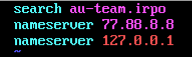 search au-team.irpo
nameserver 77.88.8.8
nameserver 127.0.0.1
~